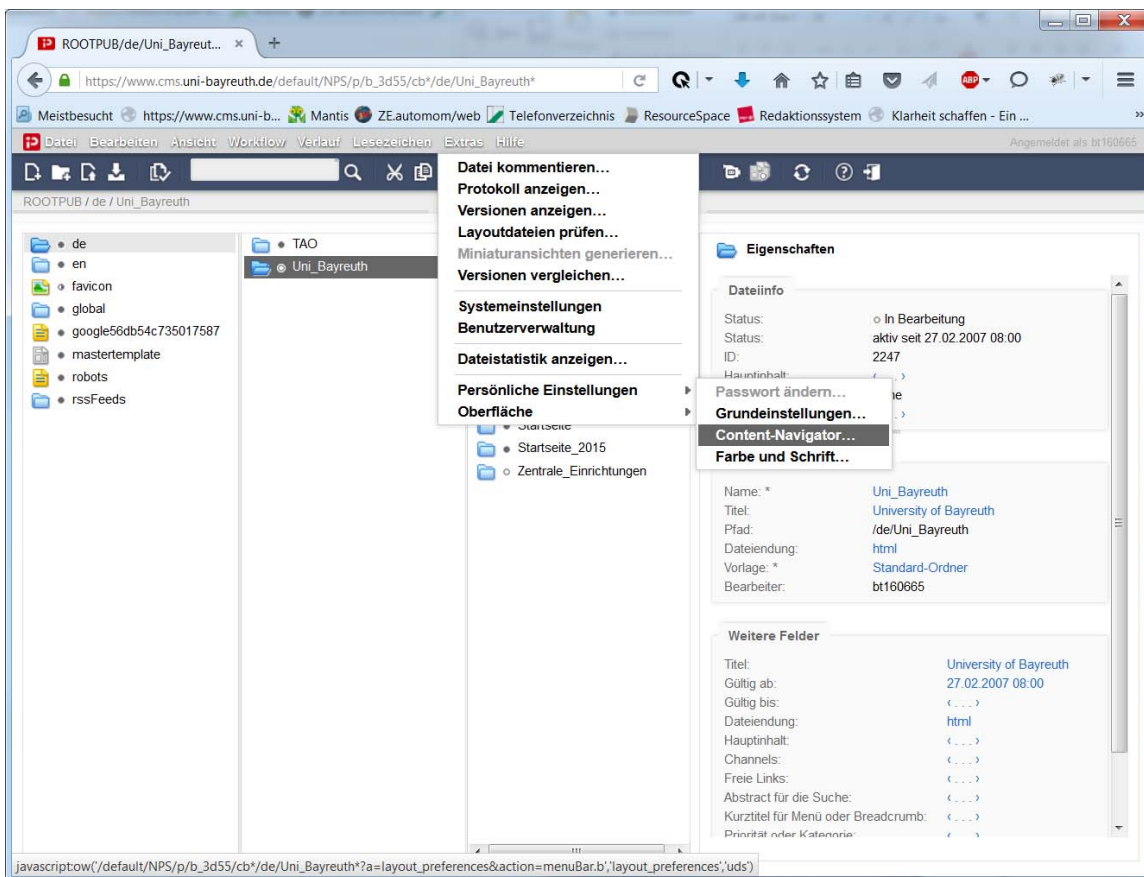 ROOTPUB/de/Uni_Bayreut... × +
https://www.cms.uni-bayreuth.de/default/NPS/p/b_3d55/cb*/de/Uni_Bayreuth*
ABP
Meistbesucht https://www.cms.uni-b... Mantis ZE.automom/web Telefonverzeichnis ResourceSpace Redaktionssystem Klarheit schaffen - Ein ... »
Datei Bearbeiten Ansicht Workflow Verlauf Lesezeichen Extras Hilfe Angemeldet als bt160665
ROOTPUB / de / Uni_Bayreuth
de
en
favicon
global
google56db54c735017587
mastertemplate
robots
rssFeeds
TAO
Uni_Bayreuth
Datei kommentieren...
Protokoll anzeigen...
Versionen anzeigen...
Layoutdateien prüfen...
Miniaturansichten generieren...
Versionen vergleichen...
Systemeinstellungen
Benutzerverwaltung
Dateistatistik anzeigen...
Persönliche Einstellungen
Oberfläche
Passwort ändern...
Grundeinstellungen...
Content-Navigator...
Farbe und Schrift...
Startseite
Startseite_2015
Zentrale_Einrichtungen
Eigenschaften
Dateiinfo
Status: In Bearbeitung
Status: aktiv seit 27.02.2007 08:00
ID: 2247
Hauptinhalt: ‹ . . . ›
Name: * Uni_Bayreuth
Titel: University of Bayreuth
Pfad: /de/Uni_Bayreuth
Dateiendung: html
Vorlage: * Standard-Ordner
Bearbeiter: bt160665
Weitere Felder
Titel: University of Bayreuth
Gültig ab: 27.02.2007 08:00
Gültig bis: ‹ . . . ›
Dateiendung: html
Hauptinhalt: ‹ . . . ›
Channels: ‹ . . . ›
Freie Links: ‹ . . . ›
Abstract für die Suche: ‹ . . . ›
Kurztitel für Menü oder Breadcrumb: ‹ . . . ›
Priorität oder Kategorie: ‹ . . . ›
javascript:ow('/default/NPS/p/b_3d55/cb*/de/Uni_Bayreuth*?a=layout_preferences&action=menuBar.b','layout_preferences','uds')